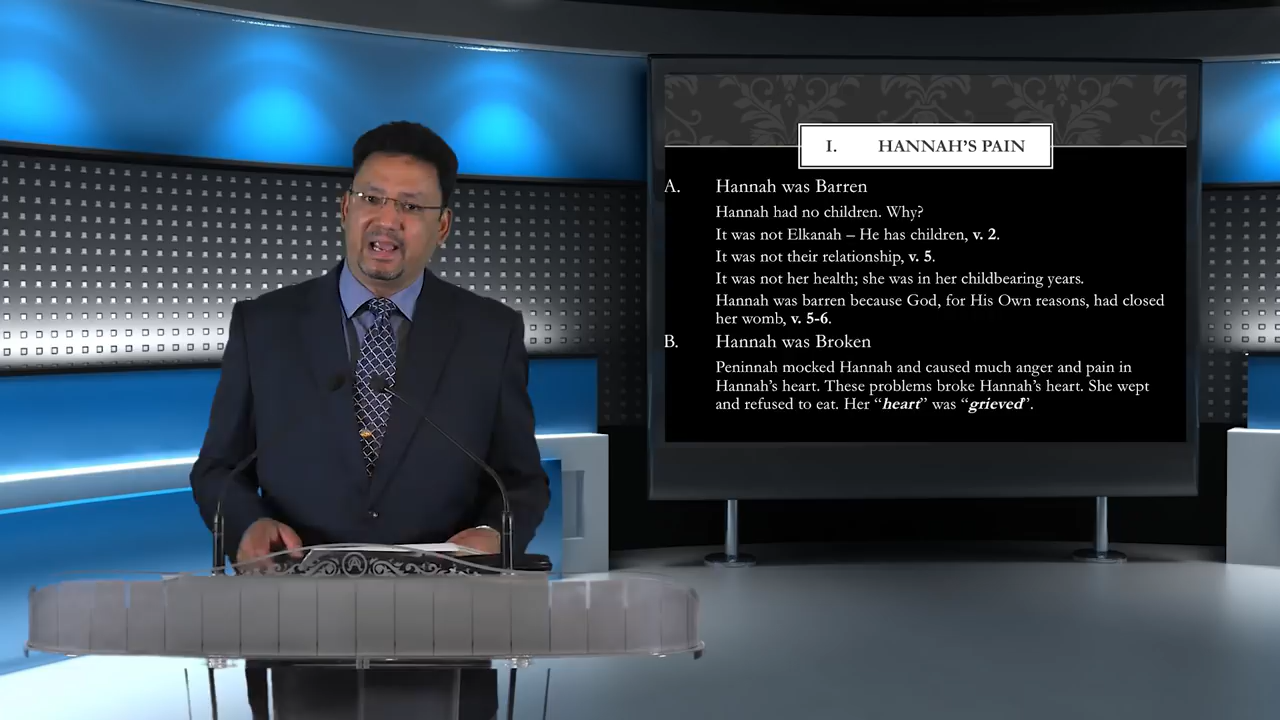 I. HANNAH'S PAIN
A. Hannah was Barren
Hannah had no children. Why?
It was not Elkanah – He has children, v. 2.
It was not their relationship, v. 5.
It was not her health; she was in her childbearing years.
Hannah was barren because God, for His Own reasons, had closed
her womb, v. 5-6.
B. Hannah was Broken
Peninnah mocked Hannah and caused much anger and pain in
Hannah's heart. These problems broke Hannah's heart. She wept
and refused to eat. Her “heart” was “grieved”.